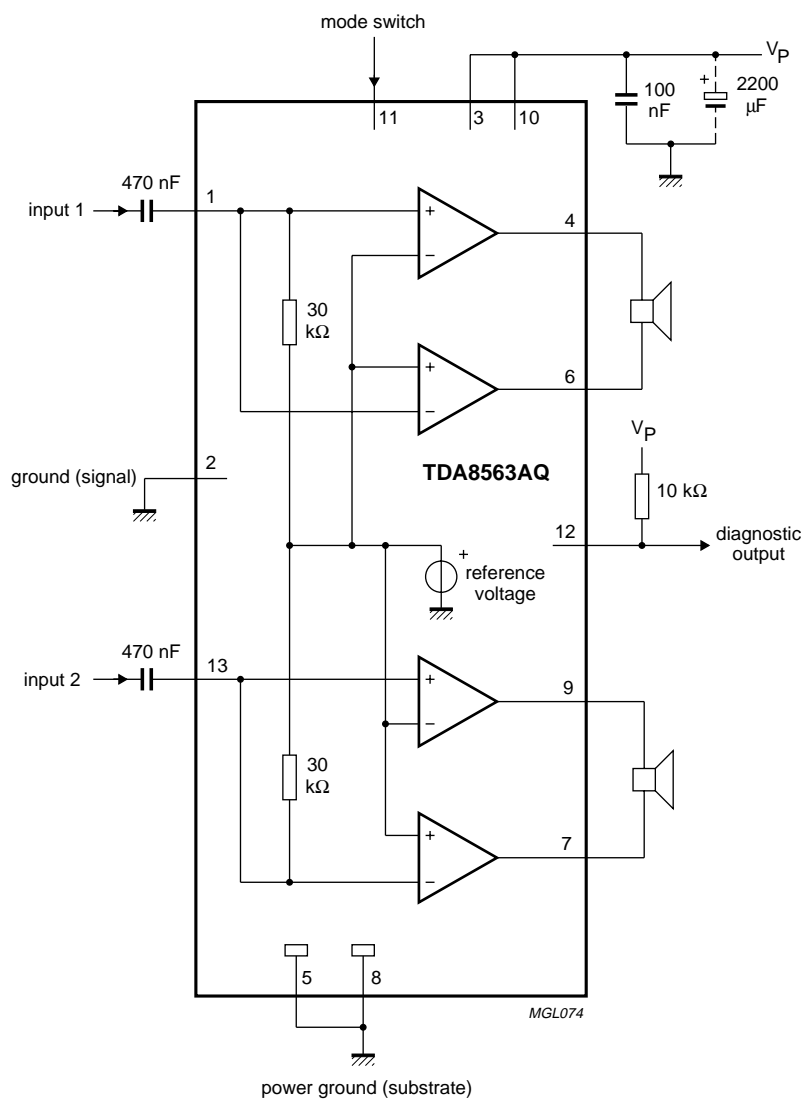 mode switch
VP
100
nF
+
2200
μF
11
3
10
470 nF
1
input 1
+
−
4
30
kΩ
+
−
6
2
ground (signal)
TDA8563AQ
VP
10 kΩ
12
diagnostic
output
+
reference
voltage
470 nF
13
input 2
+
−
9
30
kΩ
+
−
7
5
8
MGL074
power ground (substrate)